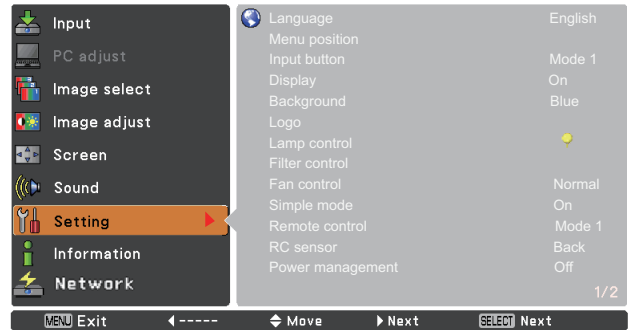 Input
PC adjust
Image select
Image adjust
Screen
Sound
Setting
Information
Network
Language English
Menu position
Input button Mode 1
Display On
Background Blue
Logo
Lamp control
Filter control
Fan control Normal
Simple mode On
Remote control Mode 1
RC sensor Back
Power management Off
1/2
MENU Exit ◀ ----- Move Next SELECT Next